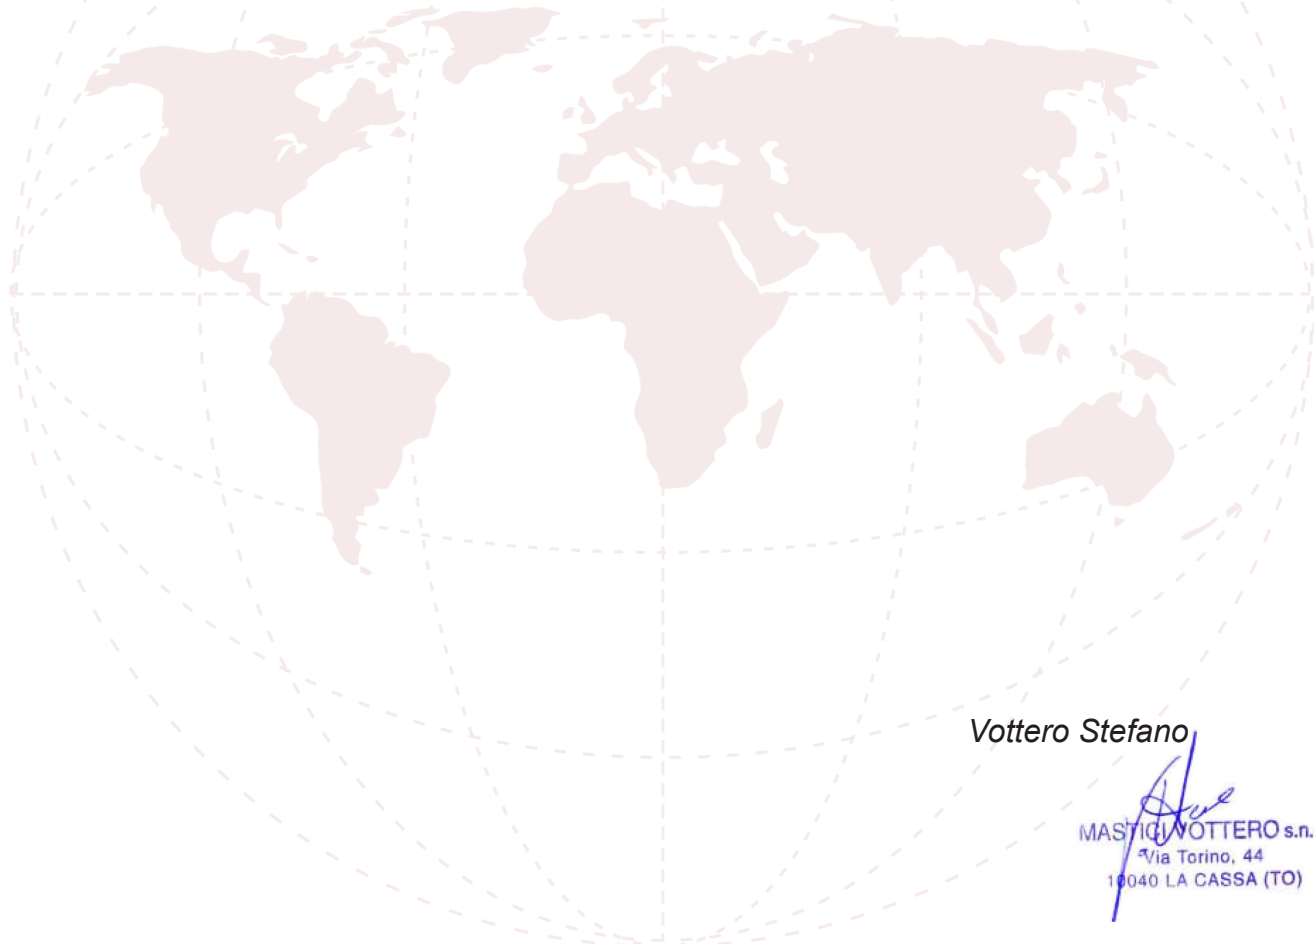 Vottero Stefano
MASTICI VOTTERO s.n.
Via Torino, 44
10040 LA CASSA (TO)